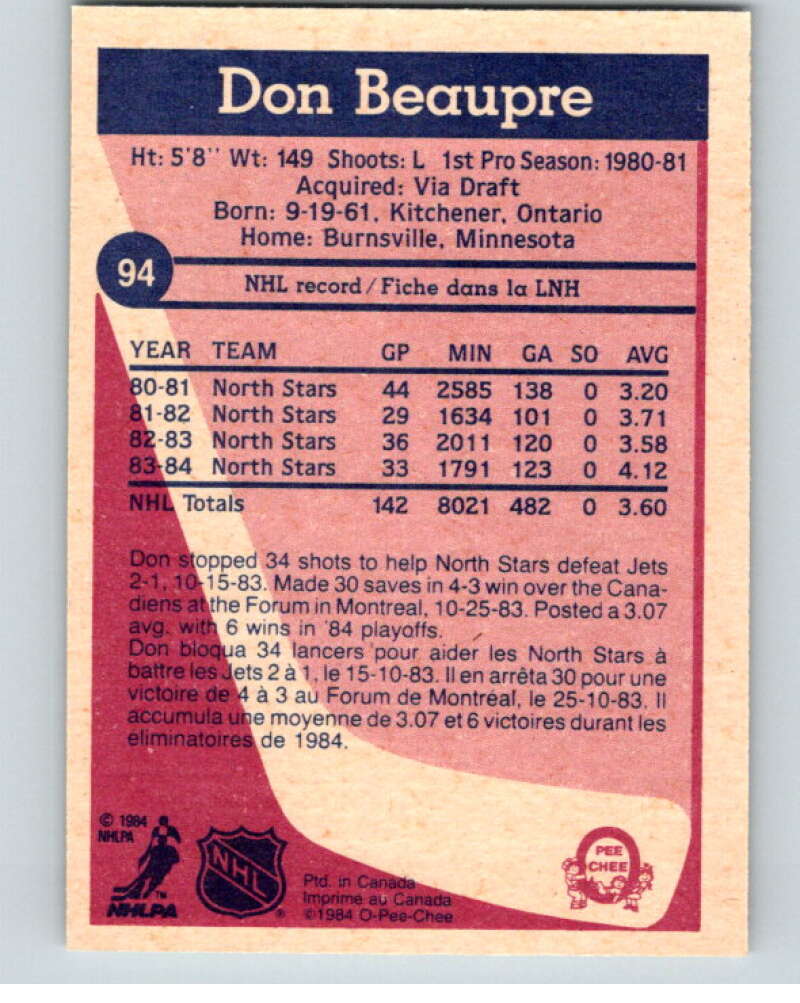 Don Beaupre
Ht: 5'8'' Wt: 149 Shoots: L 1st Pro Season: 1980-81
Acquired: Via Draft
Born: 9-19-61, Kitchener, Ontario
Home: Burnsville, Minnesota
94
NHL record/Fiche dans la LNH
YEAR TEAM GP MIN GA SO AVG
80-81 North Stars 44 2585 138 0 3.20
81-82 North Stars 29 1634 101 0 3.71
82-83 North Stars 36 2011 120 0 3.58
83-84 North Stars 33 1791 123 0 4.12
NHL Totals 142 8021 482 0 3.60
Don stopped 34 shots to help North Stars defeat Jets
2-1, 10-15-83. Made 30 saves in 4-3 win over the Cana-
diens at the Forum in Montreal, 10-25-83. Posted a 3.07
avg. with 6 wins in '84 playoffs.
Don bloqua 34 lancers pour aider les North Stars à
battre les Jets 2 à 1, le 15-10-83. Il en arrêta 30 pour une
victoire de 4 à 3 au Forum de Montréal, le 25-10-83. Il
accumula une moyenne de 3.07 et 6 victoires durant les
eliminatoires de 1984.
© 1984
NHLPA
TM
NHLPA
NHL
®
Ptd. in Canada
Imprimé au Canada
©1984 O-Pee-Chee
PEE
CHEE